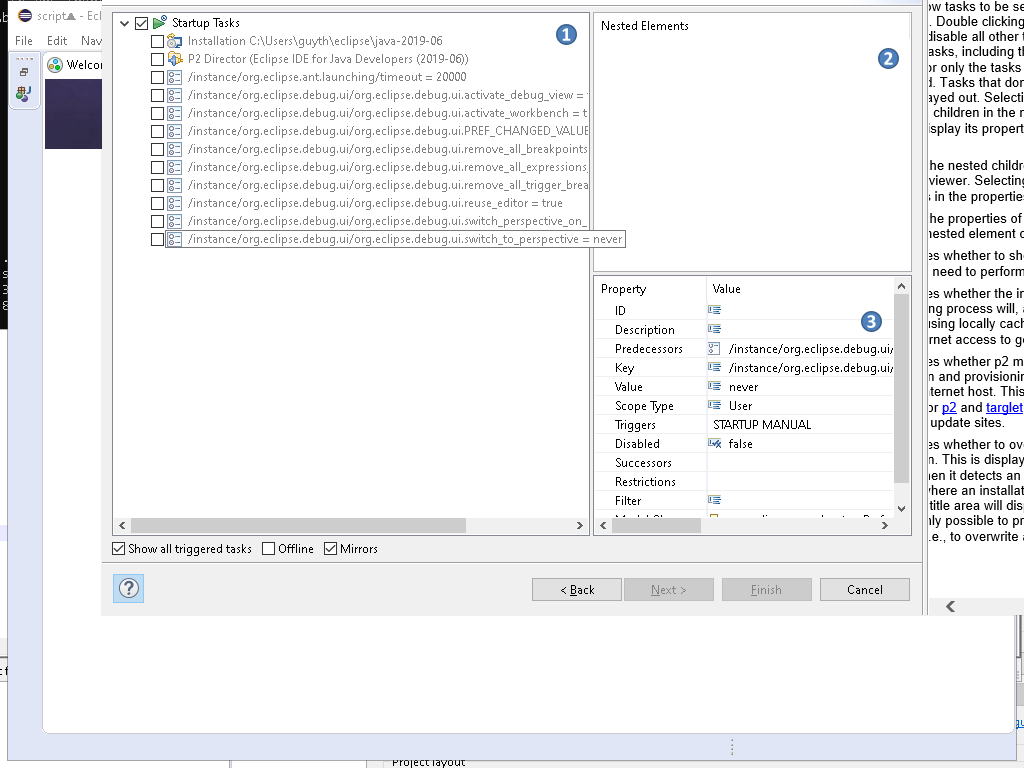 script▲ - Ecl
File Edit Nav
Welcor
Startup Tasks
Installation C:\Users\guyth\eclipse\java-2019-06
P2 Director (Eclipse IDE for Java Developers (2019-06))
/instance/org.eclipse.ant.launching/timeout = 20000
/instance/org.eclipse.debug.ui/org.eclipse.debug.ui.activate_debug_view =
/instance/org.eclipse.debug.ui/org.eclipse.debug.ui.activate_workbench = t
/instance/org.eclipse.debug.ui/org.eclipse.debug.ui.PREF_CHANGED_VALUE
/instance/org.eclipse.debug.ui/org.eclipse.debug.ui.remove_all_breakpoints
/instance/org.eclipse.debug.ui/org.eclipse.debug.ui.remove_all_expressions
/instance/org.eclipse.debug.ui/org.eclipse.debug.ui.remove_all_trigger_brea
/instance/org.eclipse.debug.ui/org.eclipse.debug.ui.reuse_editor = true
/instance/org.eclipse.debug.ui/org.eclipse.debug.ui.switch_perspective_on_
/instance/org.eclipse.debug.ui/org.eclipse.debug.ui.switch_to_perspective = never
1
Nested Elements
2
Property Value
ID
3
Description
Predecessors /instance/org.eclipse.debug.ui/
Key /instance/org.eclipse.debug.ui/
Value never
Scope Type User
Triggers STARTUP MANUAL
Disabled false
Successors
Restrictions
Filter
Show all triggered tasks Offline Mirrors
? < Back Next > Finish Cancel
ow tasks to be se
. Double clicking
disable all other t
asks, including th
or only the tasks
d. Tasks that don
ayed out. Selecti
children in the n
isplay its propert
he nested childr
viewer. Selecting
s in the properties
he properties of
nested element o
es whether to sh
need to perform
es whether the in
ng process will, a
using locally cach
rnet access to ge
es whether p2 m
n and provisionin
nternet host. This
or p2 and targlet
update sites.
es whether to ov
n. This is display
hen it detects an
where an installat
title area will disp
nly possible to pr
.e., to overwrite a
Project layout